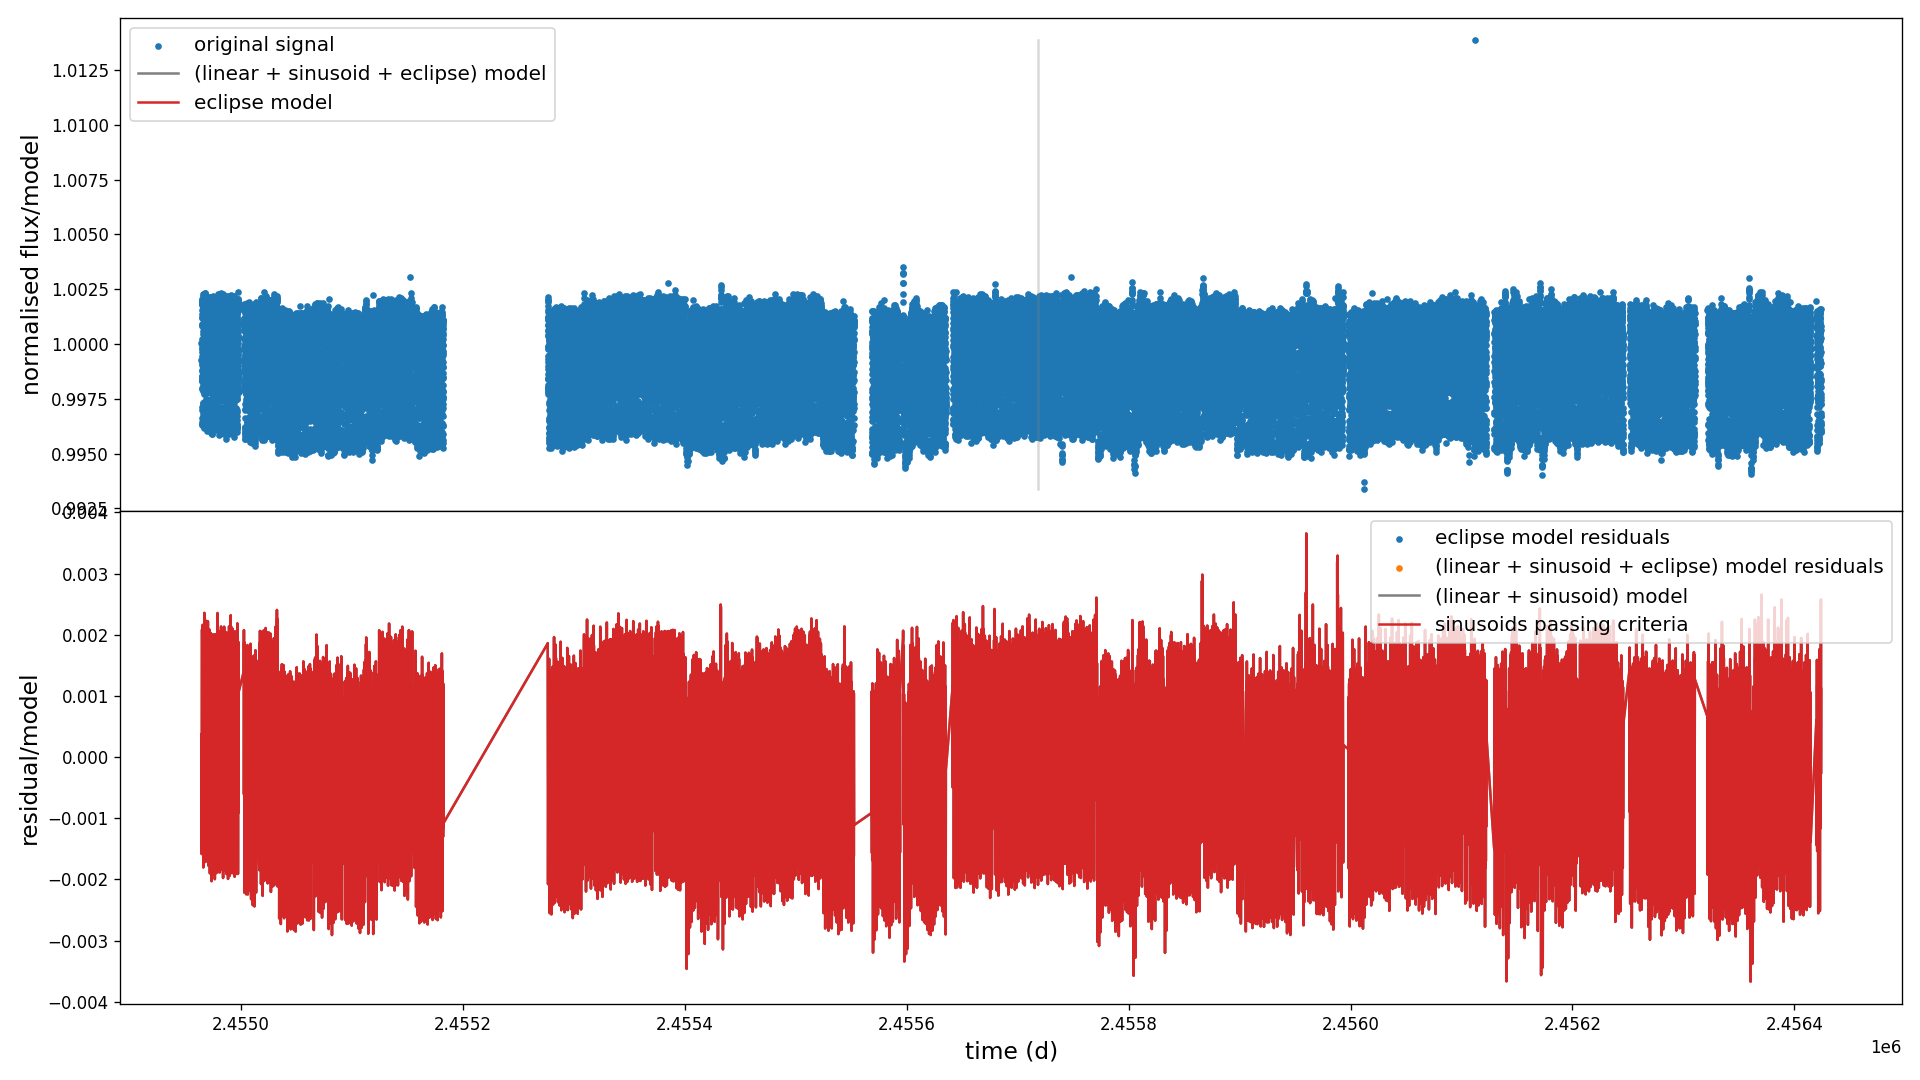 original signal
(linear + sinusoid + eclipse) model
eclipse model
normalised flux/model
1.0125
1.0100
1.0075
1.0050
1.0025
1.0000
0.9975
0.9950
0.9925
eclipse model residuals
(linear + sinusoid + eclipse) model residuals
(linear + sinusoid) model
sinusoids passing criteria
residual/model
0.004
0.003
0.002
0.001
0.000
−0.001
−0.002
−0.003
−0.004
2.4550 2.4552 2.4554 2.4556 2.4558 2.4560 2.4562 2.4564
1e6
time (d)